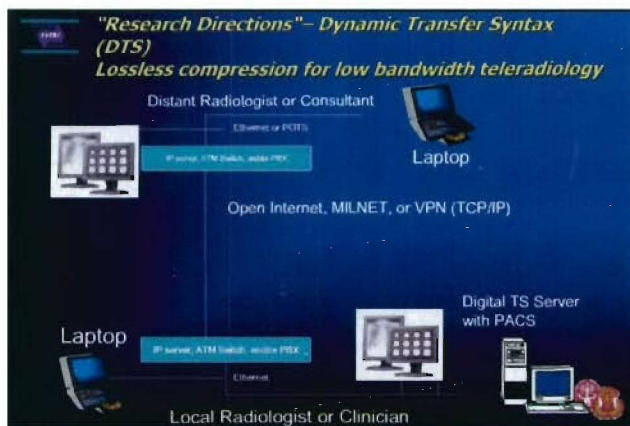 "Research Directions"– Dynamic Transfer Syntax
(DTS)
Lossless compression for low bandwidth teleradiology
Distant Radiologist or Consultant
Ethernet or POTS
IP server, ATM Switch, and/or PBX
Laptop
Open Internet, MILNET, or VPN (TCP/IP)
Digital TS Server
with PACS
Laptop
IP server, ATM Switch, and/or PBX
Ethernet
Local Radiologist or Clinician